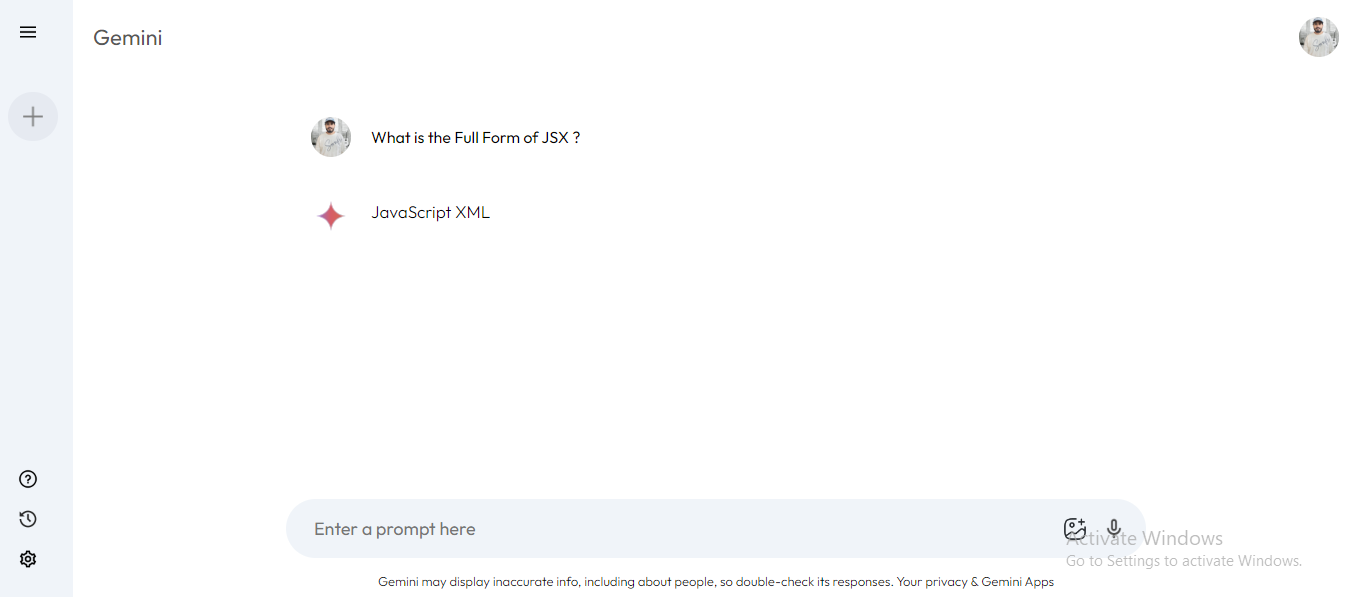 Gemini
What is the Full Form of JSX ?
JavaScript XML
Enter a prompt here
Activate Windows
Go to Settings to activate Windows.
Gemini may display inaccurate info, including about people, so double-check its responses. Your privacy & Gemini Apps